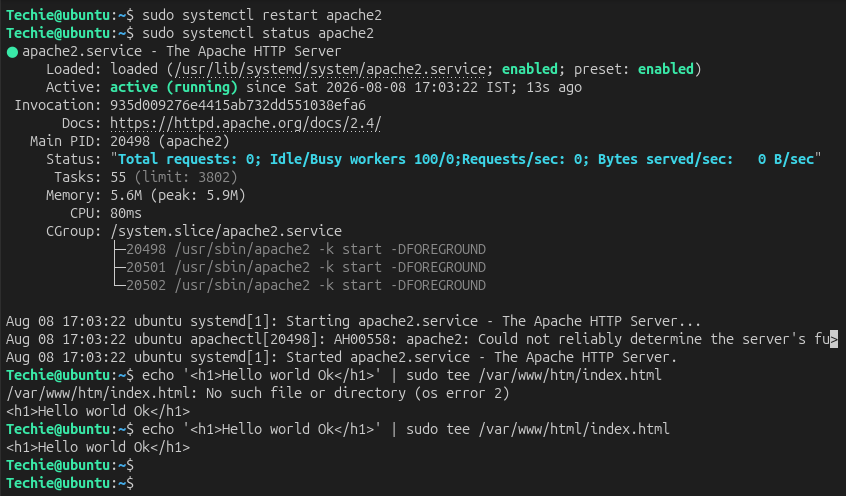 Techie@ubuntu:~$ sudo systemctl restart apache2
Techie@ubuntu:~$ sudo systemctl status apache2
● apache2.service - The Apache HTTP Server
     Loaded: loaded (/usr/lib/systemd/system/apache2.service; enabled; preset: enabled)
     Active: active (running) since Sat 2026-08-08 17:03:22 IST; 13s ago
 Invocation: 935d009276e4415ab732dd551038efa6
       Docs: https://httpd.apache.org/docs/2.4/
   Main PID: 20498 (apache2)
     Status: "Total requests: 0; Idle/Busy workers 100/0;Requests/sec: 0; Bytes served/sec:   0 B/sec"
      Tasks: 55 (limit: 3802)
     Memory: 5.6M (peak: 5.9M)
        CPU: 80ms
     CGroup: /system.slice/apache2.service
             ├─20498 /usr/sbin/apache2 -k start -DFOREGROUND
             ├─20501 /usr/sbin/apache2 -k start -DFOREGROUND
             └─20502 /usr/sbin/apache2 -k start -DFOREGROUND

Aug 08 17:03:22 ubuntu systemd[1]: Starting apache2.service - The Apache HTTP Server...
Aug 08 17:03:22 ubuntu apachectl[20498]: AH00558: apache2: Could not reliably determine the server's fu>
Aug 08 17:03:22 ubuntu systemd[1]: Started apache2.service - The Apache HTTP Server.
Techie@ubuntu:~$ echo '<h1>Hello world Ok</h1>' | sudo tee /var/www/htm/index.html
/var/www/htm/index.html: No such file or directory (os error 2)
<h1>Hello world Ok</h1>
Techie@ubuntu:~$ echo '<h1>Hello world Ok</h1>' | sudo tee /var/www/html/index.html
<h1>Hello world Ok</h1>
Techie@ubuntu:~$
Techie@ubuntu:~$